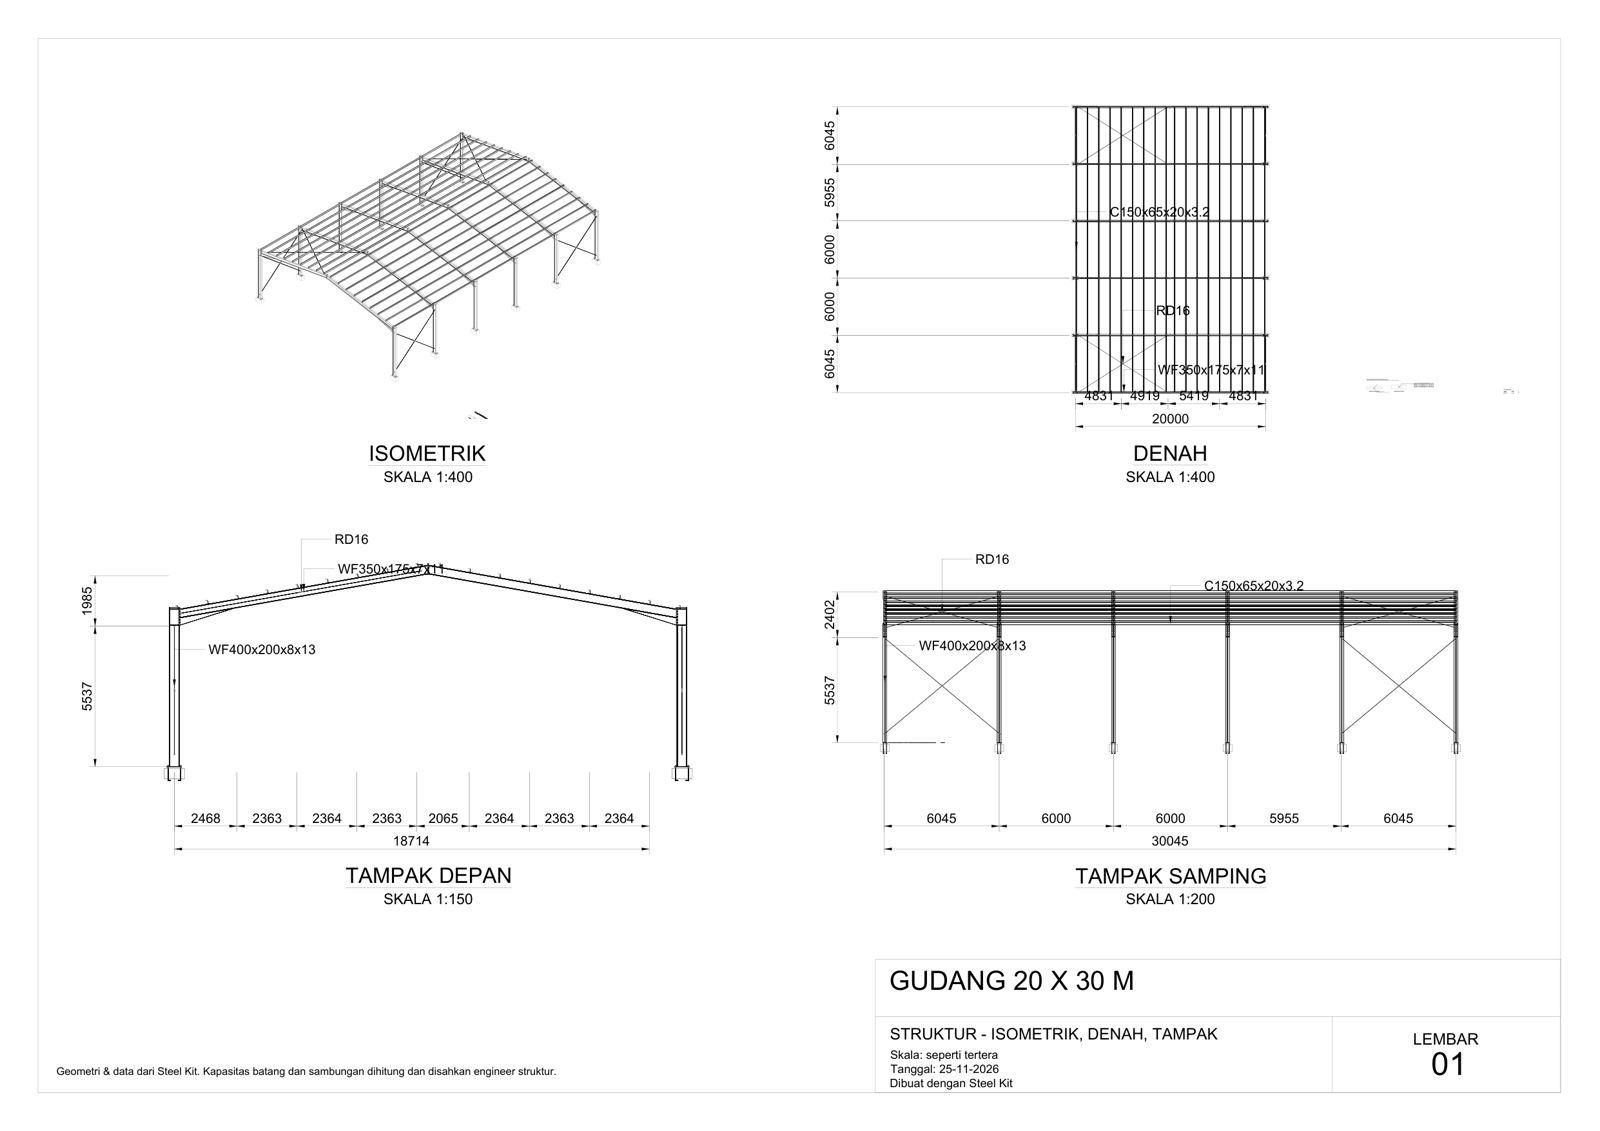 6045
5955
6000
6000
6045
C150x65x20x3.2
RD16
WF350x175x7x11
4831 4919 5419 4831
20000
ISOMETRIK
SKALA 1:400
DENAH
SKALA 1:400
RD16
WF350x175x7x11
1985
5537
WF400x200x8x13
2468 2363 2364 2363 2065 2364 2363 2364
18714
TAMPAK DEPAN
SKALA 1:150
RD16
C150x65x20x3.2
2402
5537
WF400x200x8x13
6045 6000 6000 5955 6045
30045
TAMPAK SAMPING
SKALA 1:200
GUDANG 20 X 30 M
STRUKTUR - ISOMETRIK, DENAH, TAMPAK
Skala: seperti tertera
Tanggal: 25-11-2026
Dibuat dengan Steel Kit
LEMBAR
01
Geometri & data dari Steel Kit. Kapasitas batang dan sambungan dihitung dan disahkan engineer struktur.